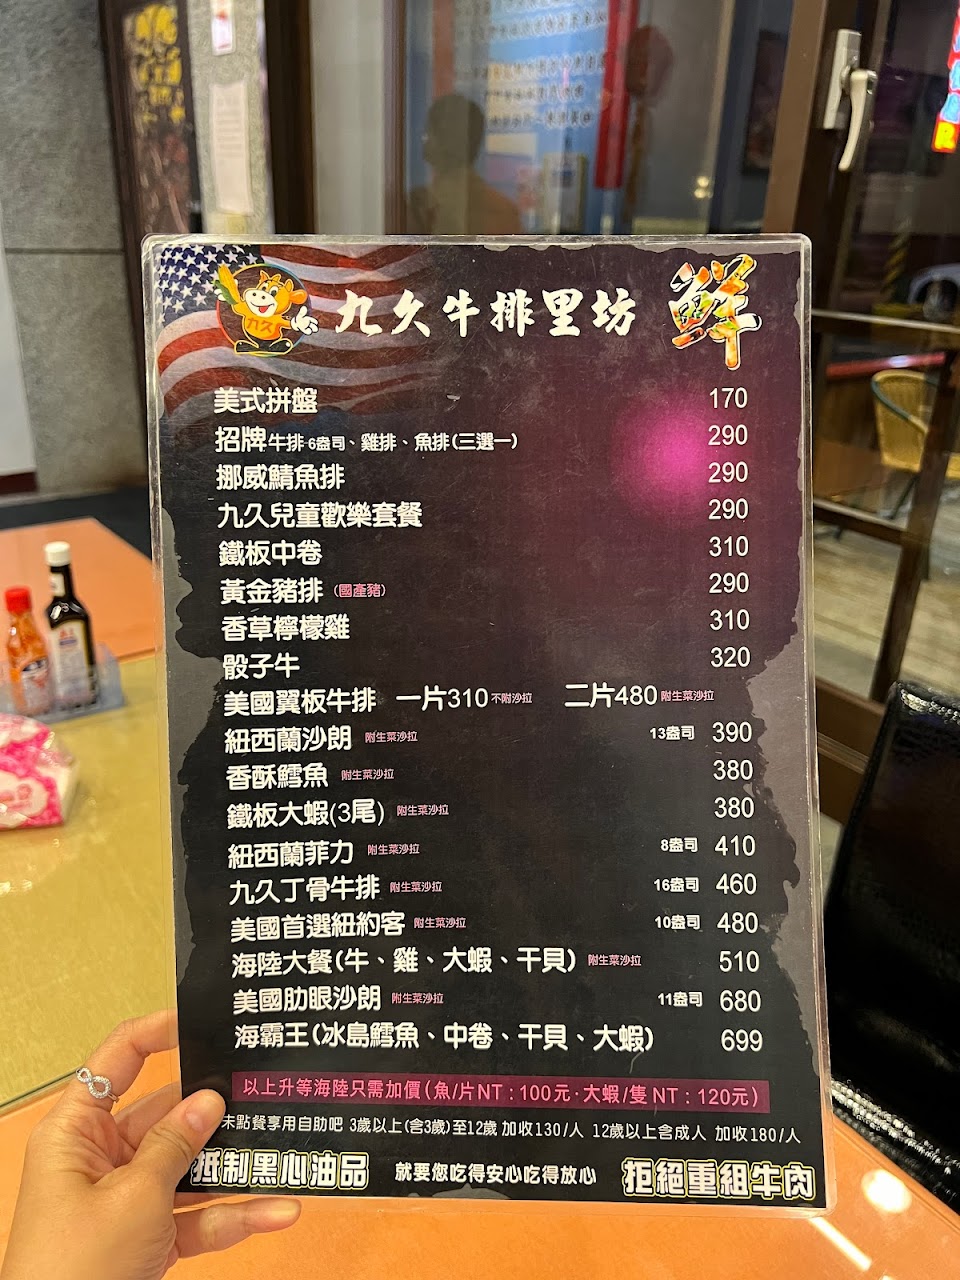 九久牛排里坊 鮮
九久
美式拼盤 170
招牌牛排6盎司、雞排、魚排(三選一) 290
挪威鯖魚排 290
九久兒童歡樂套餐 290
鐵板中卷 310
黃金豬排(國產豬) 290
香草檸檬雞 310
骰子牛 320
美國翼板牛排 一片310不附沙拉 二片480附生菜沙拉
紐西蘭沙朗 附生菜沙拉 13盎司 390
香酥鱈魚 附生菜沙拉 380
鐵板大蝦(3尾) 附生菜沙拉 380
紐西蘭菲力 附生菜沙拉 8盎司 410
九久丁骨牛排 附生菜沙拉 16盎司 460
美國首選紐約客 附生菜沙拉 10盎司 480
海陸大餐(牛、雞、大蝦、干貝) 附生菜沙拉 510
美國肋眼沙朗 附生菜沙拉 11盎司 680
海霸王(冰島鱈魚、中卷、干貝、大蝦) 699
以上升等海陸只需加價(魚/片NT：100元·大蝦/隻NT：120元)
未點餐享用自助吧 3歲以上(含3歲)至12歲 加收130/人 12歲以上含成人 加收180/人
抵制黑心油品 就要您吃得安心吃得放心 拒絕重組牛肉